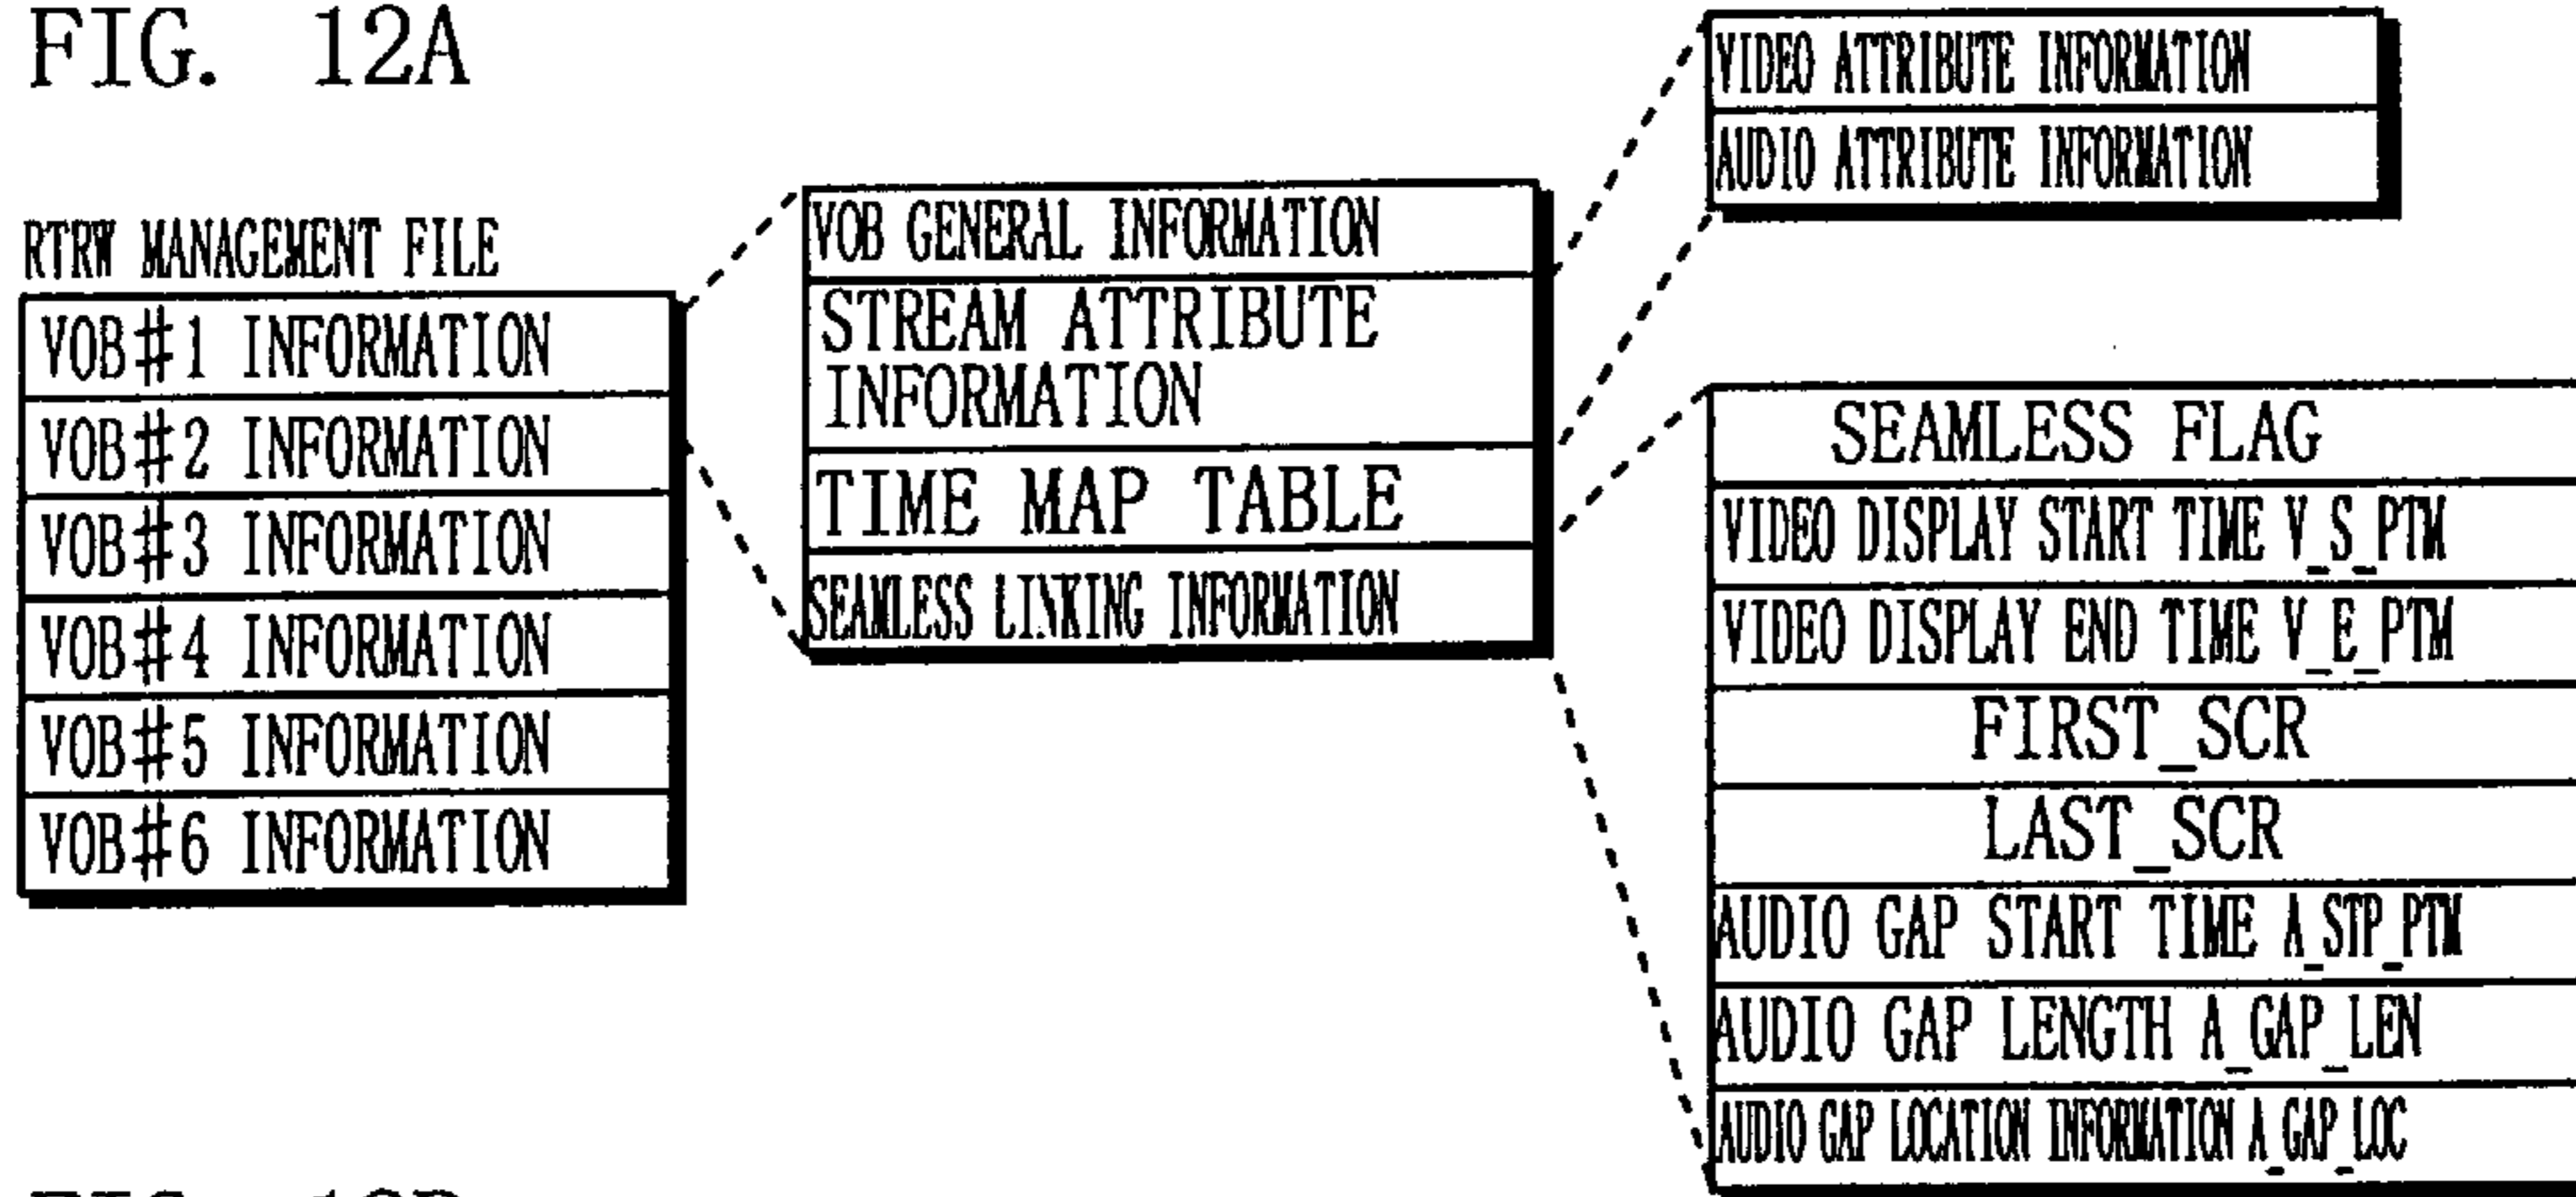 FIG. 12A
RTRW MANAGEMENT FILE
VOB#1 INFORMATION
VOB#2 INFORMATION
VOB#3 INFORMATION
VOB#4 INFORMATION
VOB#5 INFORMATION
VOB#6 INFORMATION
VOB GENERAL INFORMATION
STREAM ATTRIBUTE
INFORMATION
TIME MAP TABLE
SEAMLESS LINKING INFORMATION
VIDEO ATTRIBUTE INFORMATION
AUDIO ATTRIBUTE INFORMATION
SEAMLESS FLAG
VIDEO DISPLAY START TIME V_S_PTM
VIDEO DISPLAY END TIME V_E_PTM
FIRST_SCR
LAST_SCR
AUDIO GAP START TIME A_STP_PTM
AUDIO GAP LENGTH A_GAP_LEN
AUDIO GAP LOCATION INFORMATION A_GAP_LOC